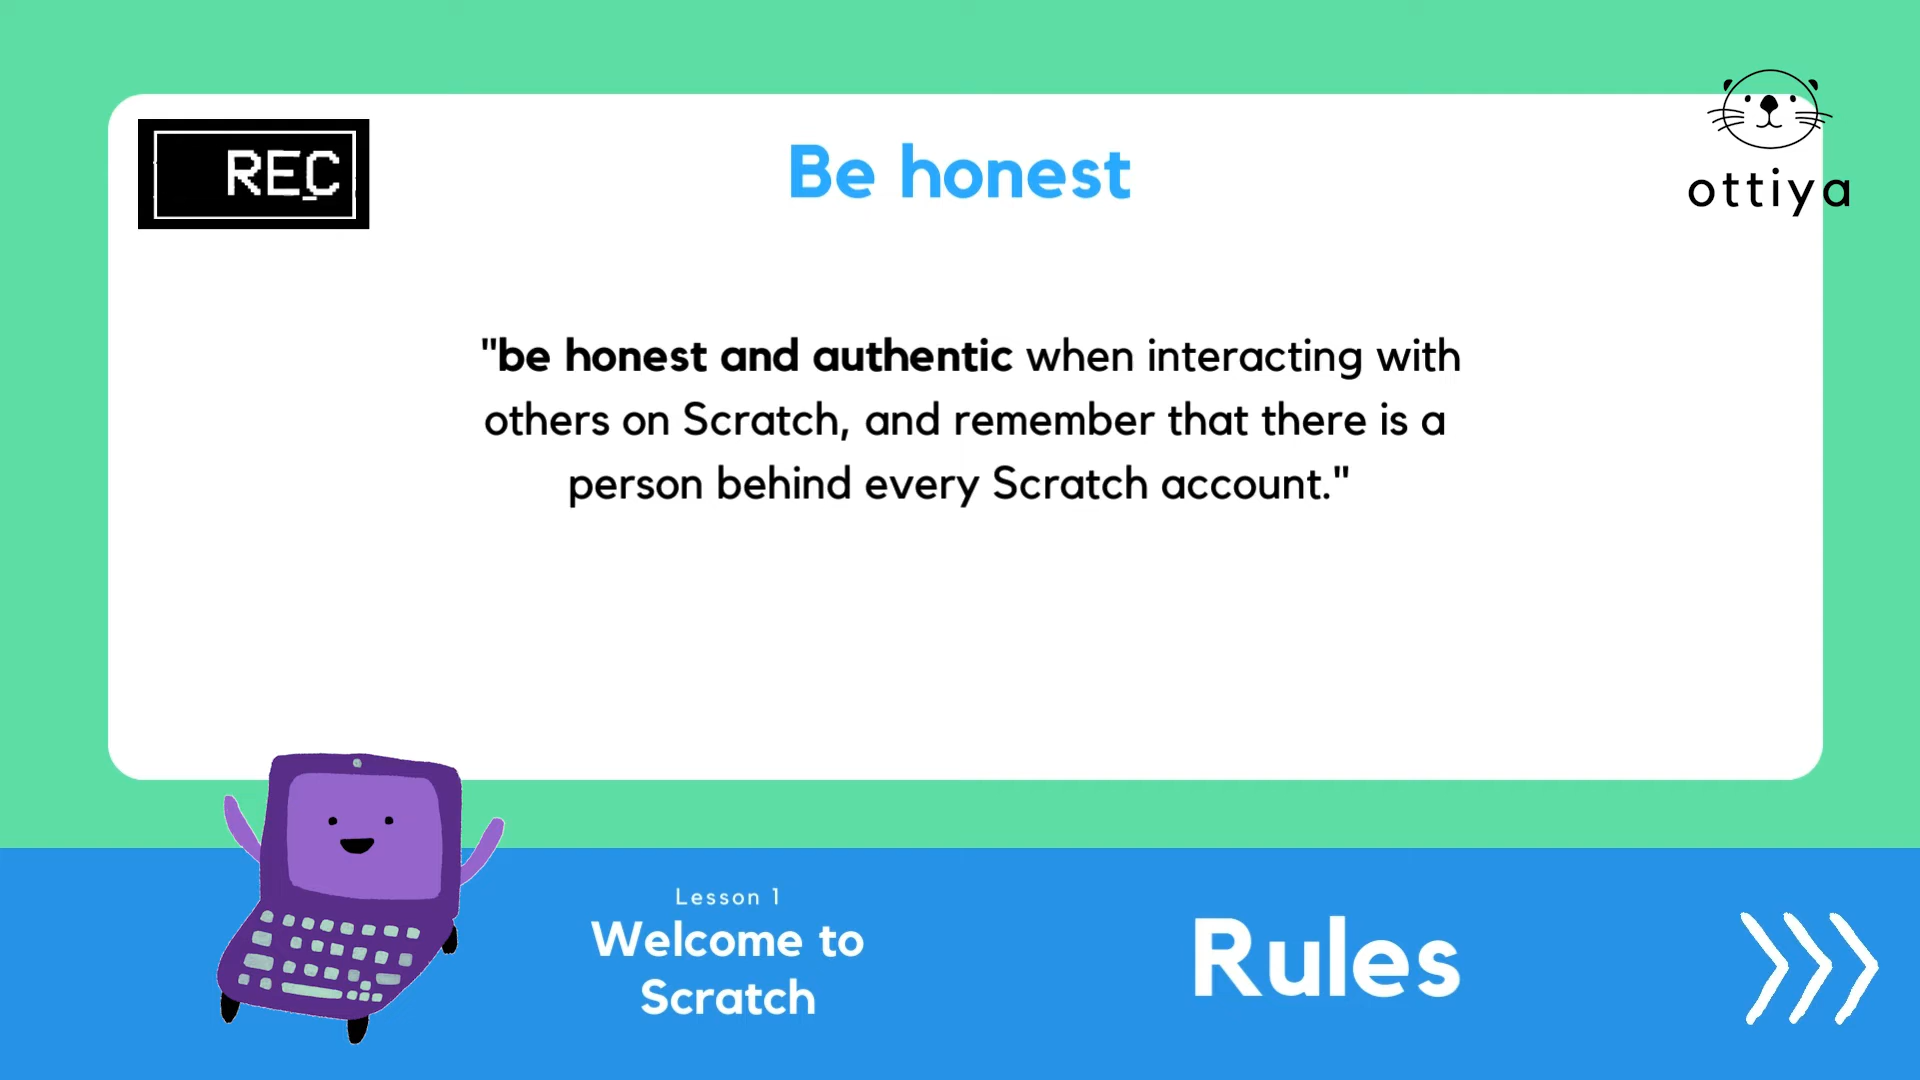 REC
Be honest
ottiya
"be honest and authentic when interacting with
others on Scratch, and remember that there is a
person behind every Scratch account."
Lesson 1
Welcome to
Scratch
Rules